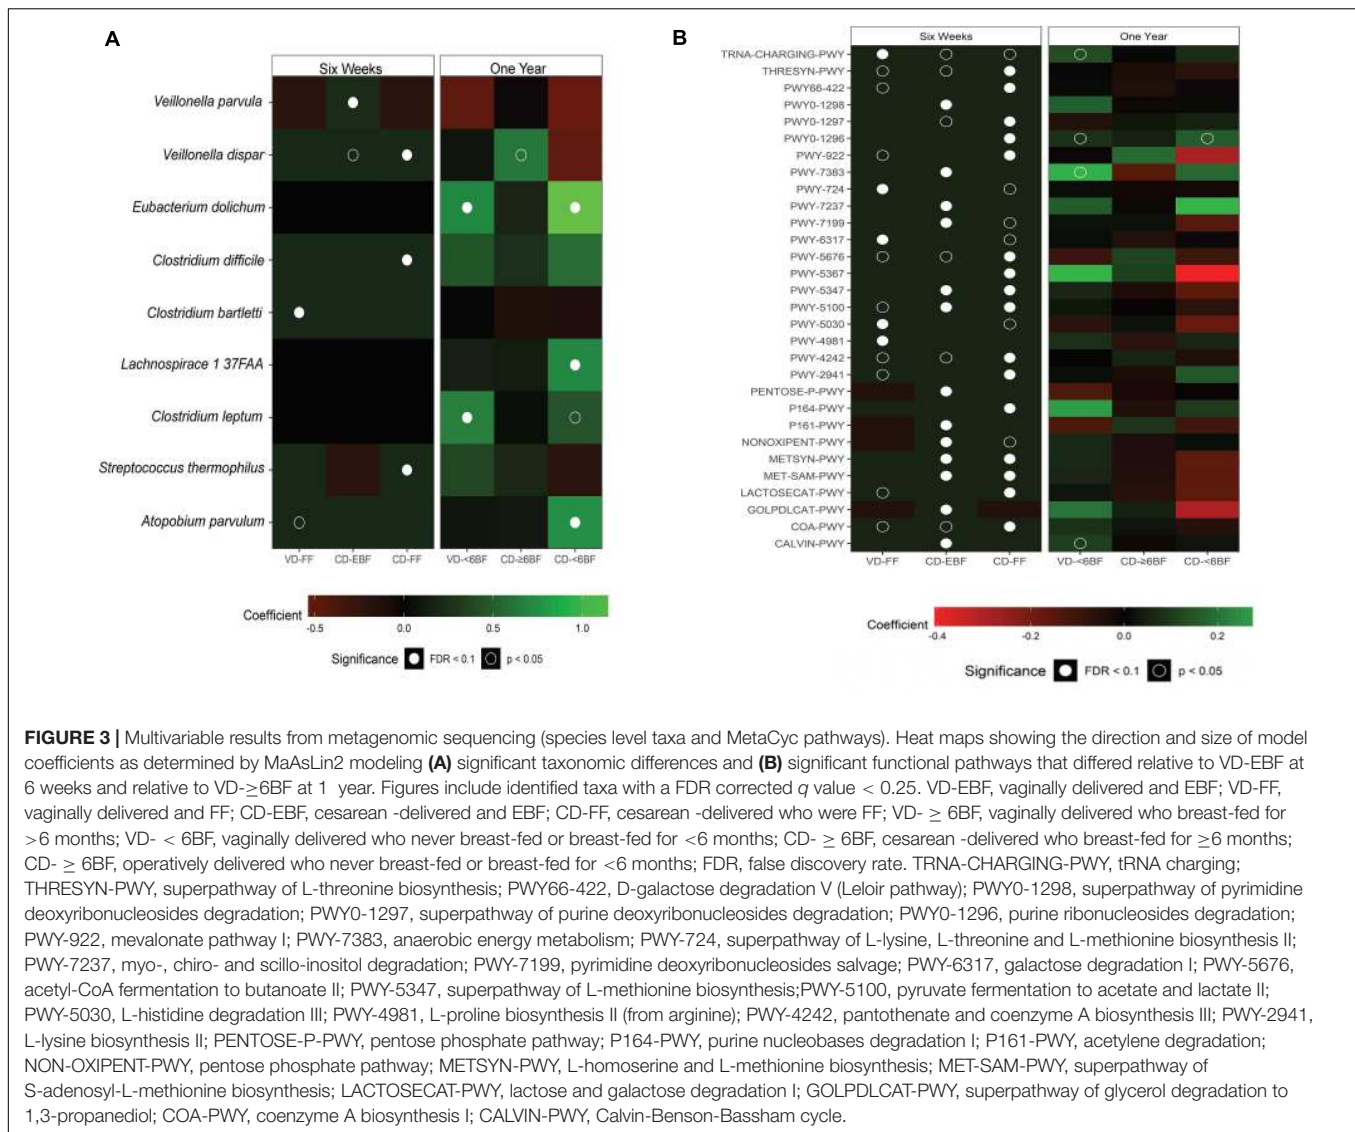 A
Six Weeks
One Year
Veillonella parvula
Veillonella dispar
Eubacterium dolichum
Clostridium difficile
Clostridium bartletti
Lachnospirace 1 37FAA
Clostridium leptum
Streptococcus thermophilus
Atopobium parvulum
VD-FF CD-EBF CD-FF VD-<6BF CD-≥6BF CD-<6BF
Coefficient
-0.5 0.0 0.5 1.0
Significance FDR < 0.1 p < 0.05
B
Six Weeks
One Year
TRNA-CHARGING-PWY
THRESYN-PWY
PWY66-422
PWY0-1298
PWY0-1297
PWY0-1296
PWY-922
PWY-7383
PWY-724
PWY-7237
PWY-7199
PWY-6317
PWY-5676
PWY-5367
PWY-5347
PWY-5100
PWY-5030
PWY-4981
PWY-4242
PWY-2941
PENTOSE-P-PWY
P164-PWY
P161-PWY
NONOXIPENT-PWY
METSYN-PWY
MET-SAM-PWY
LACTOSECAT-PWY
GOLPDLCAT-PWY
COA-PWY
CALVIN-PWY
VD-FF CD-EBF CD-FF VD-<6BF CD-≥6BF CD-<6BF
Coefficient
-0.4 -0.2 0.0 0.2
Significance FDR < 0.1 p < 0.05
FIGURE 3 | Multivariable results from metagenomic sequencing (species level taxa and MetaCyc pathways). Heat maps showing the direction and size of model
coefficients as determined by MaAsLin2 modeling (A) significant taxonomic differences and (B) significant functional pathways that differed relative to VD-EBF at
6 weeks and relative to VD-≥6BF at 1 year. Figures include identified taxa with a FDR corrected q value < 0.25. VD-EBF, vaginally delivered and EBF; VD-FF,
vaginally delivered and FF; CD-EBF, cesarean -delivered and EBF; CD-FF, cesarean -delivered who were FF; VD- ≥ 6BF, vaginally delivered who breast-fed for
>6 months; VD- < 6BF, vaginally delivered who never breast-fed or breast-fed for <6 months; CD- ≥ 6BF, cesarean -delivered who breast-fed for ≥6 months;
CD- ≥ 6BF, operatively delivered who never breast-fed or breast-fed for <6 months; FDR, false discovery rate. TRNA-CHARGING-PWY, tRNA charging;
THRESYN-PWY, superpathway of L-threonine biosynthesis; PWY66-422, D-galactose degradation V (Leloir pathway); PWY0-1298, superpathway of pyrimidine
deoxyribonucleosides degradation; PWY0-1297, superpathway of purine deoxyribonucleosides degradation; PWY0-1296, purine ribonucleosides degradation;
PWY-922, mevalonate pathway I; PWY-7383, anaerobic energy metabolism; PWY-724, superpathway of L-lysine, L-threonine and L-methionine biosynthesis II;
PWY-7237, myo-, chiro- and scillo-inositol degradation; PWY-7199, pyrimidine deoxyribonucleosides salvage; PWY-6317, galactose degradation I; PWY-5676,
acetyl-CoA fermentation to butanoate II; PWY-5347, superpathway of L-methionine biosynthesis;PWY-5100, pyruvate fermentation to acetate and lactate II;
PWY-5030, L-histidine degradation III; PWY-4981, L-proline biosynthesis II (from arginine); PWY-4242, pantothenate and coenzyme A biosynthesis III; PWY-2941,
L-lysine biosynthesis II; PENTOSE-P-PWY, pentose phosphate pathway; P164-PWY, purine nucleobases degradation I; P161-PWY, acetylene degradation;
NON-OXIPENT-PWY, pentose phosphate pathway; METSYN-PWY, L-homoserine and L-methionine biosynthesis; MET-SAM-PWY, superpathway of
S-adenosyl-L-methionine biosynthesis; LACTOSECAT-PWY, lactose and galactose degradation I; GOLPDLCAT-PWY, superpathway of glycerol degradation to
1,3-propanediol; COA-PWY, coenzyme A biosynthesis I; CALVIN-PWY, Calvin-Benson-Bassham cycle.